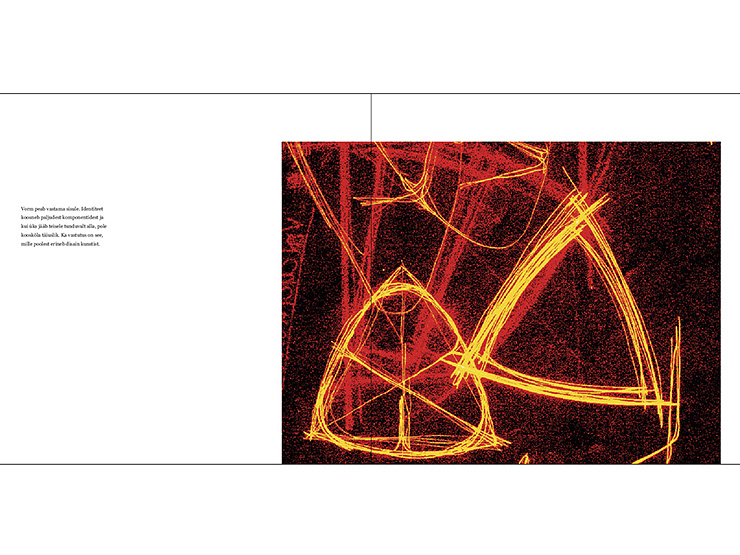 Vorm peab vastama sisule. Identiteet
koosneb paljudest komponentidest ja
kui üks jääb teisele tunduvalt alla, pole
kooskõla täiuslik. Ka vastutus on see,
mille poolest erineb disain kunstist.